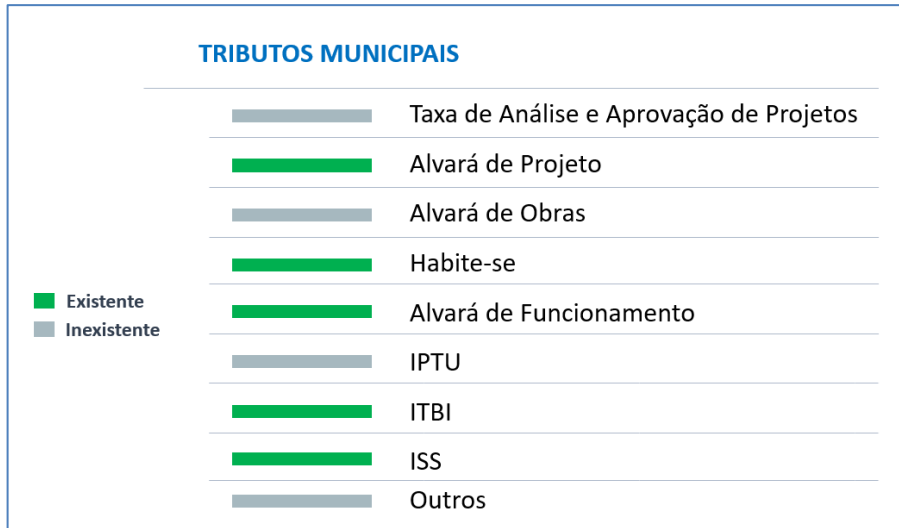 TRIBUTOS MUNICIPAIS
Taxa de Análise e Aprovação de Projetos
Alvará de Projeto
Alvará de Obras
Habite-se
Alvará de Funcionamento
IPTU
ITBI
ISS
Outros
Existente
Inexistente